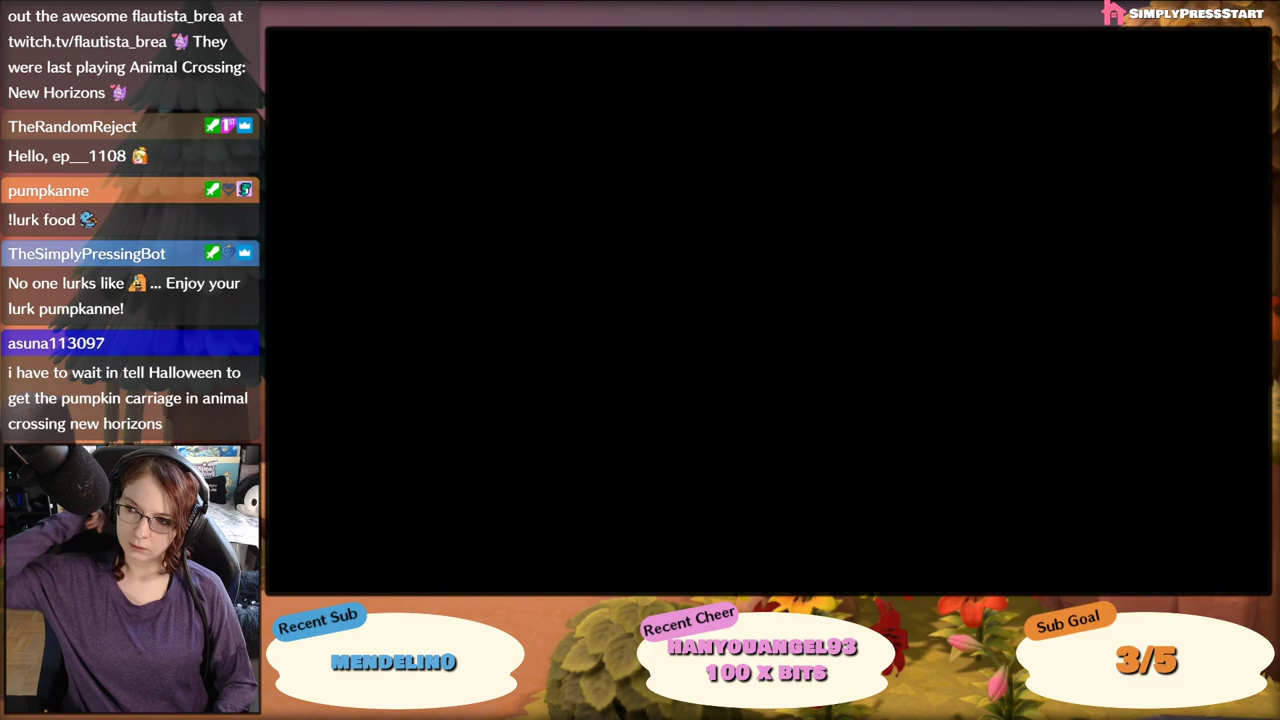 out the awesome flautista_brea at
twitch.tv/flautista_brea They
were last playing Animal Crossing:
New Horizons
TheRandomReject
Hello, ep__1108
pumpkanne
!lurk food
TheSimplyPressingBot
No one lurks like ... Enjoy your
lurk pumpkanne!
asuna113097
i have to wait in tell Halloween to
get the pumpkin carriage in animal
crossing new horizons
SimplyPressStart
Recent Sub
MENDELIN0
Recent Cheer
HANYOUANGEL93
100 X BITS
Sub Goal
3/5